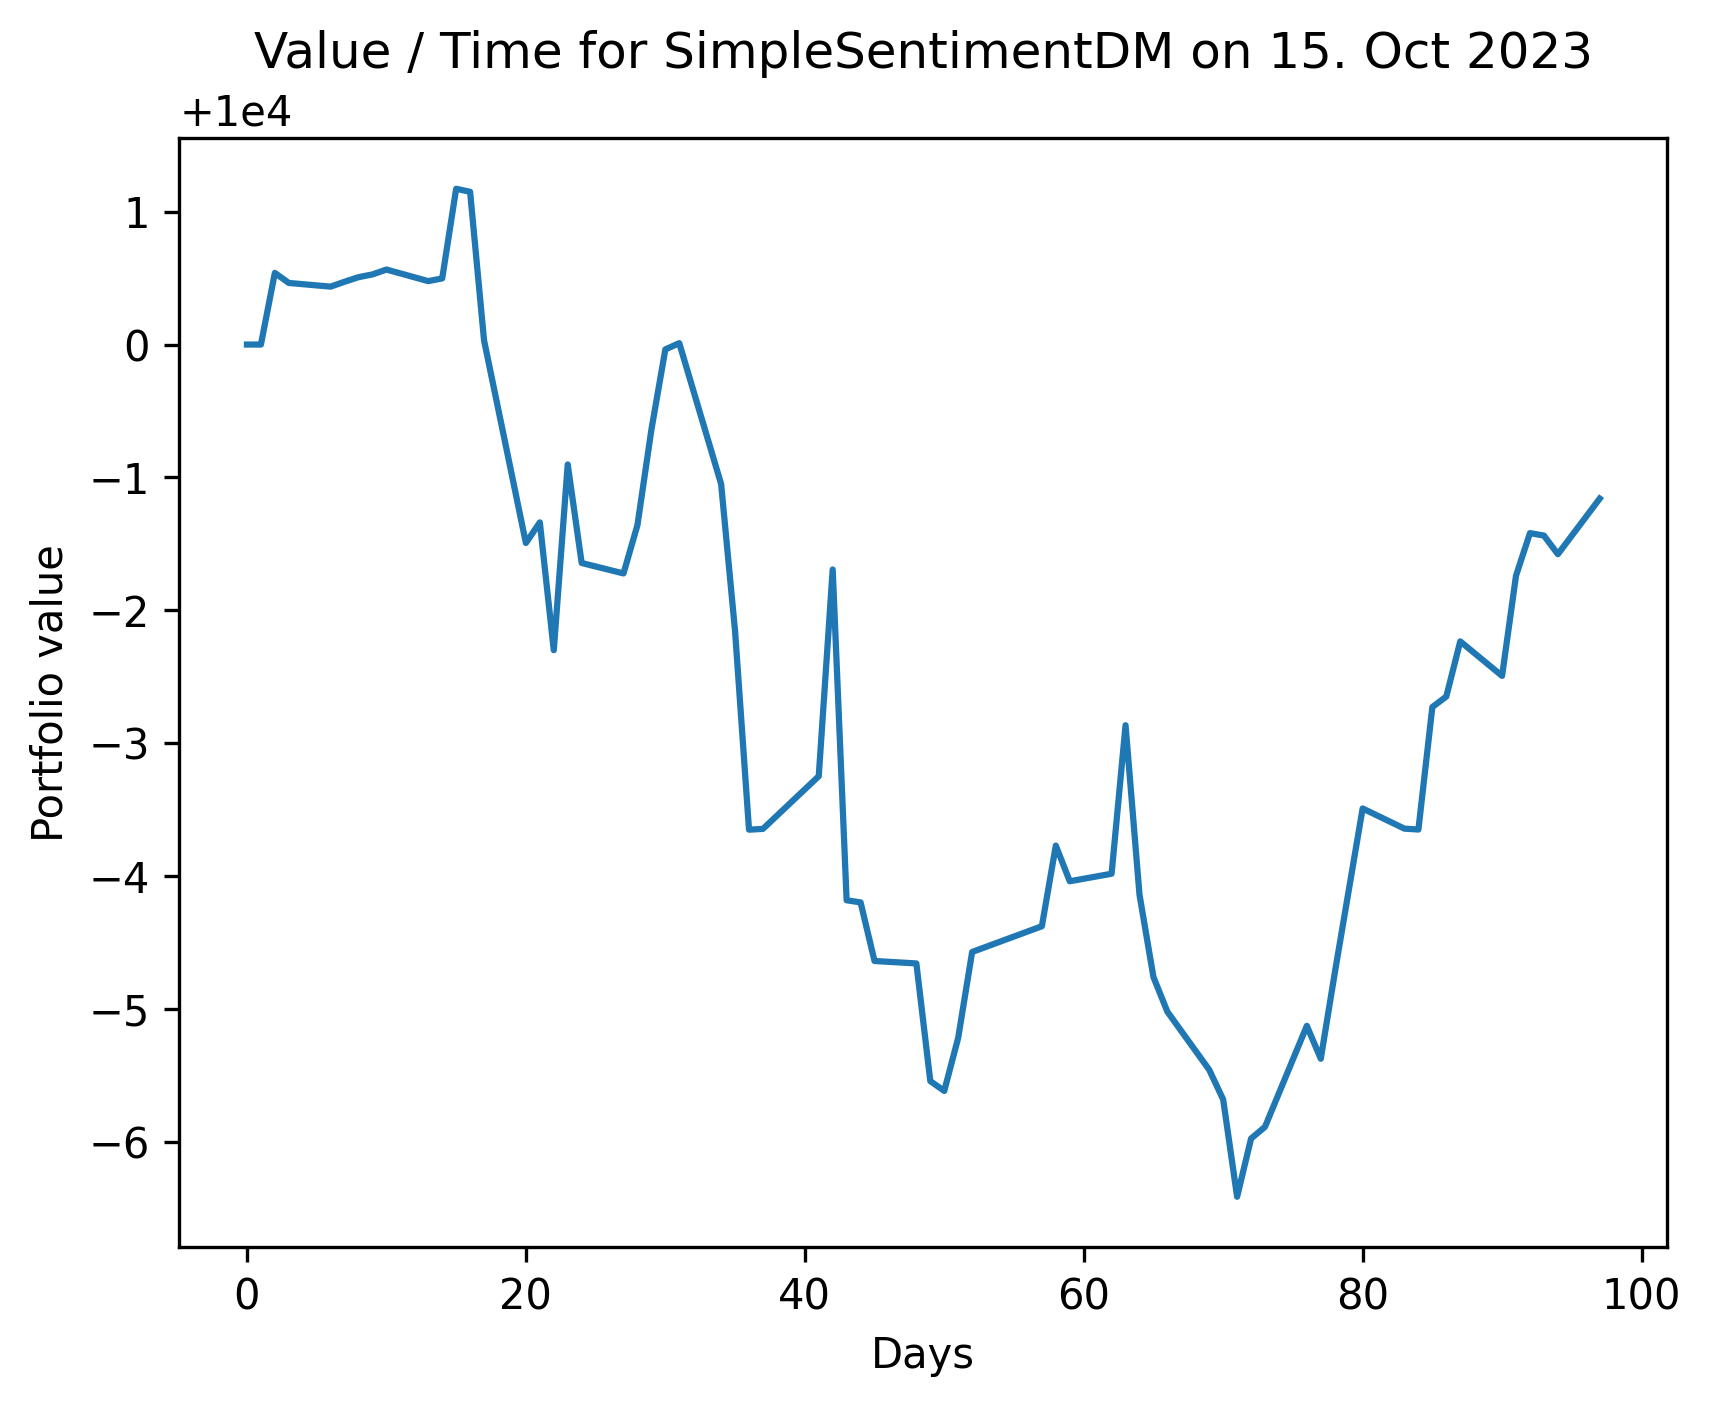 Value / Time for SimpleSentimentDM on 15. Oct 2023
+1e4
1
0
−1
−2
−3
−4
−5
−6
Portfolio value
0 20 40 60 80 100
Days